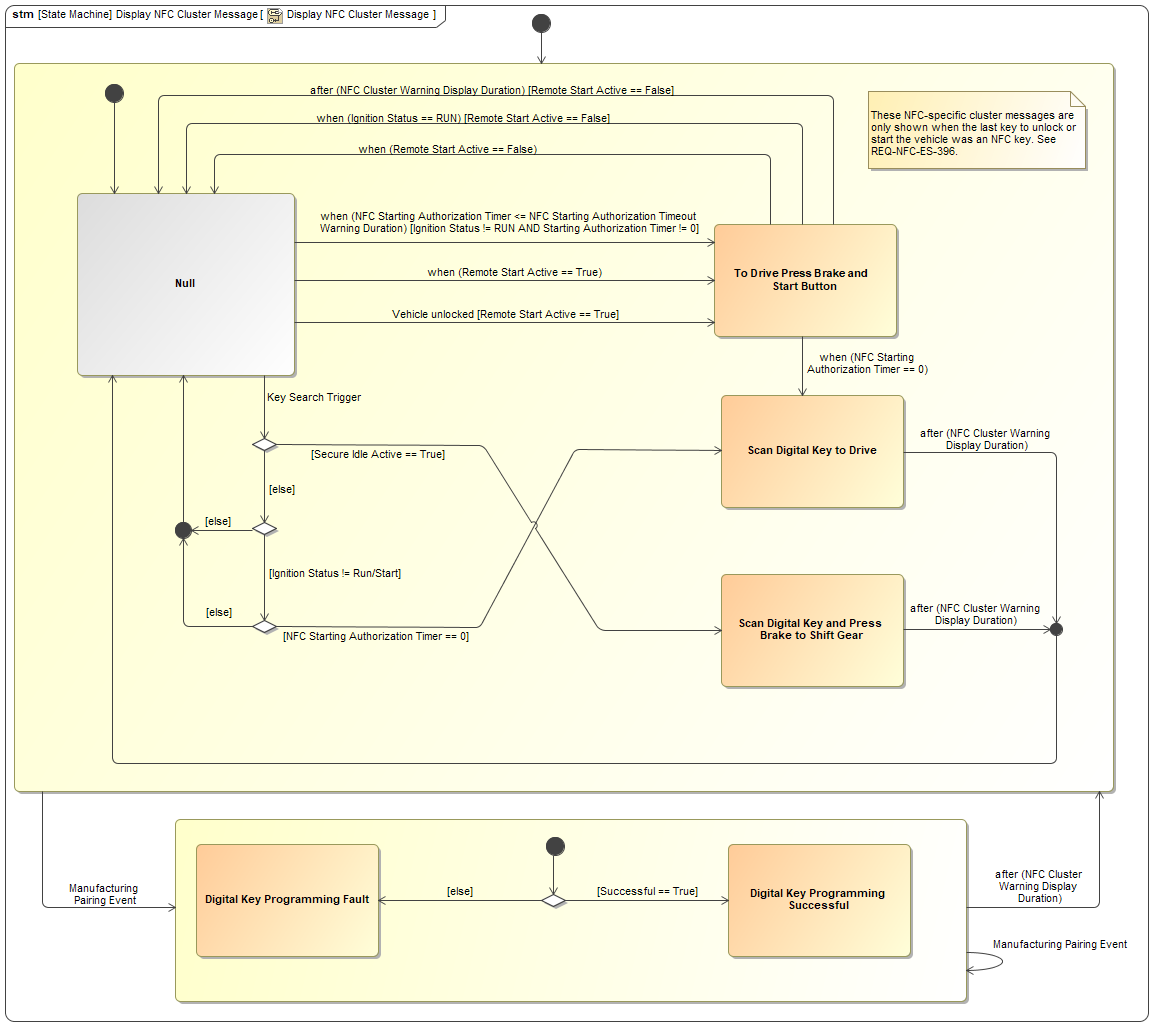 stm [State Machine] Display NFC Cluster Message [ Display NFC Cluster Message ]
after (NFC Cluster Warning Display Duration) [Remote Start Active == False]
when (Ignition Status == RUN) [Remote Start Active == False]
when (Remote Start Active == False)
These NFC-specific cluster messages are
only shown when the last key to unlock or
start the vehicle was an NFC key. See
REQ-NFC-ES-396.
when (NFC Starting Authorization Timer <= NFC Starting Authorization Timeout
Warning Duration) [Ignition Status != RUN AND Starting Authorization Timer != 0]
Null
when (Remote Start Active == True)
To Drive Press Brake and
Start Button
Vehicle unlocked [Remote Start Active == True]
when (NFC Starting
Authorization Timer == 0)
Key Search Trigger
[Secure Idle Active == True]
Scan Digital Key to Drive
after (NFC Cluster Warning
Display Duration)
[else]
[else]
[Ignition Status != Run/Start]
[else]
[NFC Starting Authorization Timer == 0]
Scan Digital Key and Press
Brake to Shift Gear
after (NFC Cluster Warning
Display Duration)
Manufacturing
Pairing Event
Digital Key Programming Fault
[else]
[Successful == True]
Digital Key Programming
Successful
after (NFC Cluster
Warning Display
Duration)
Manufacturing Pairing Event